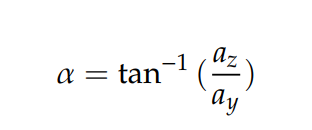 α = tan⁻¹ (a_z / a_y)